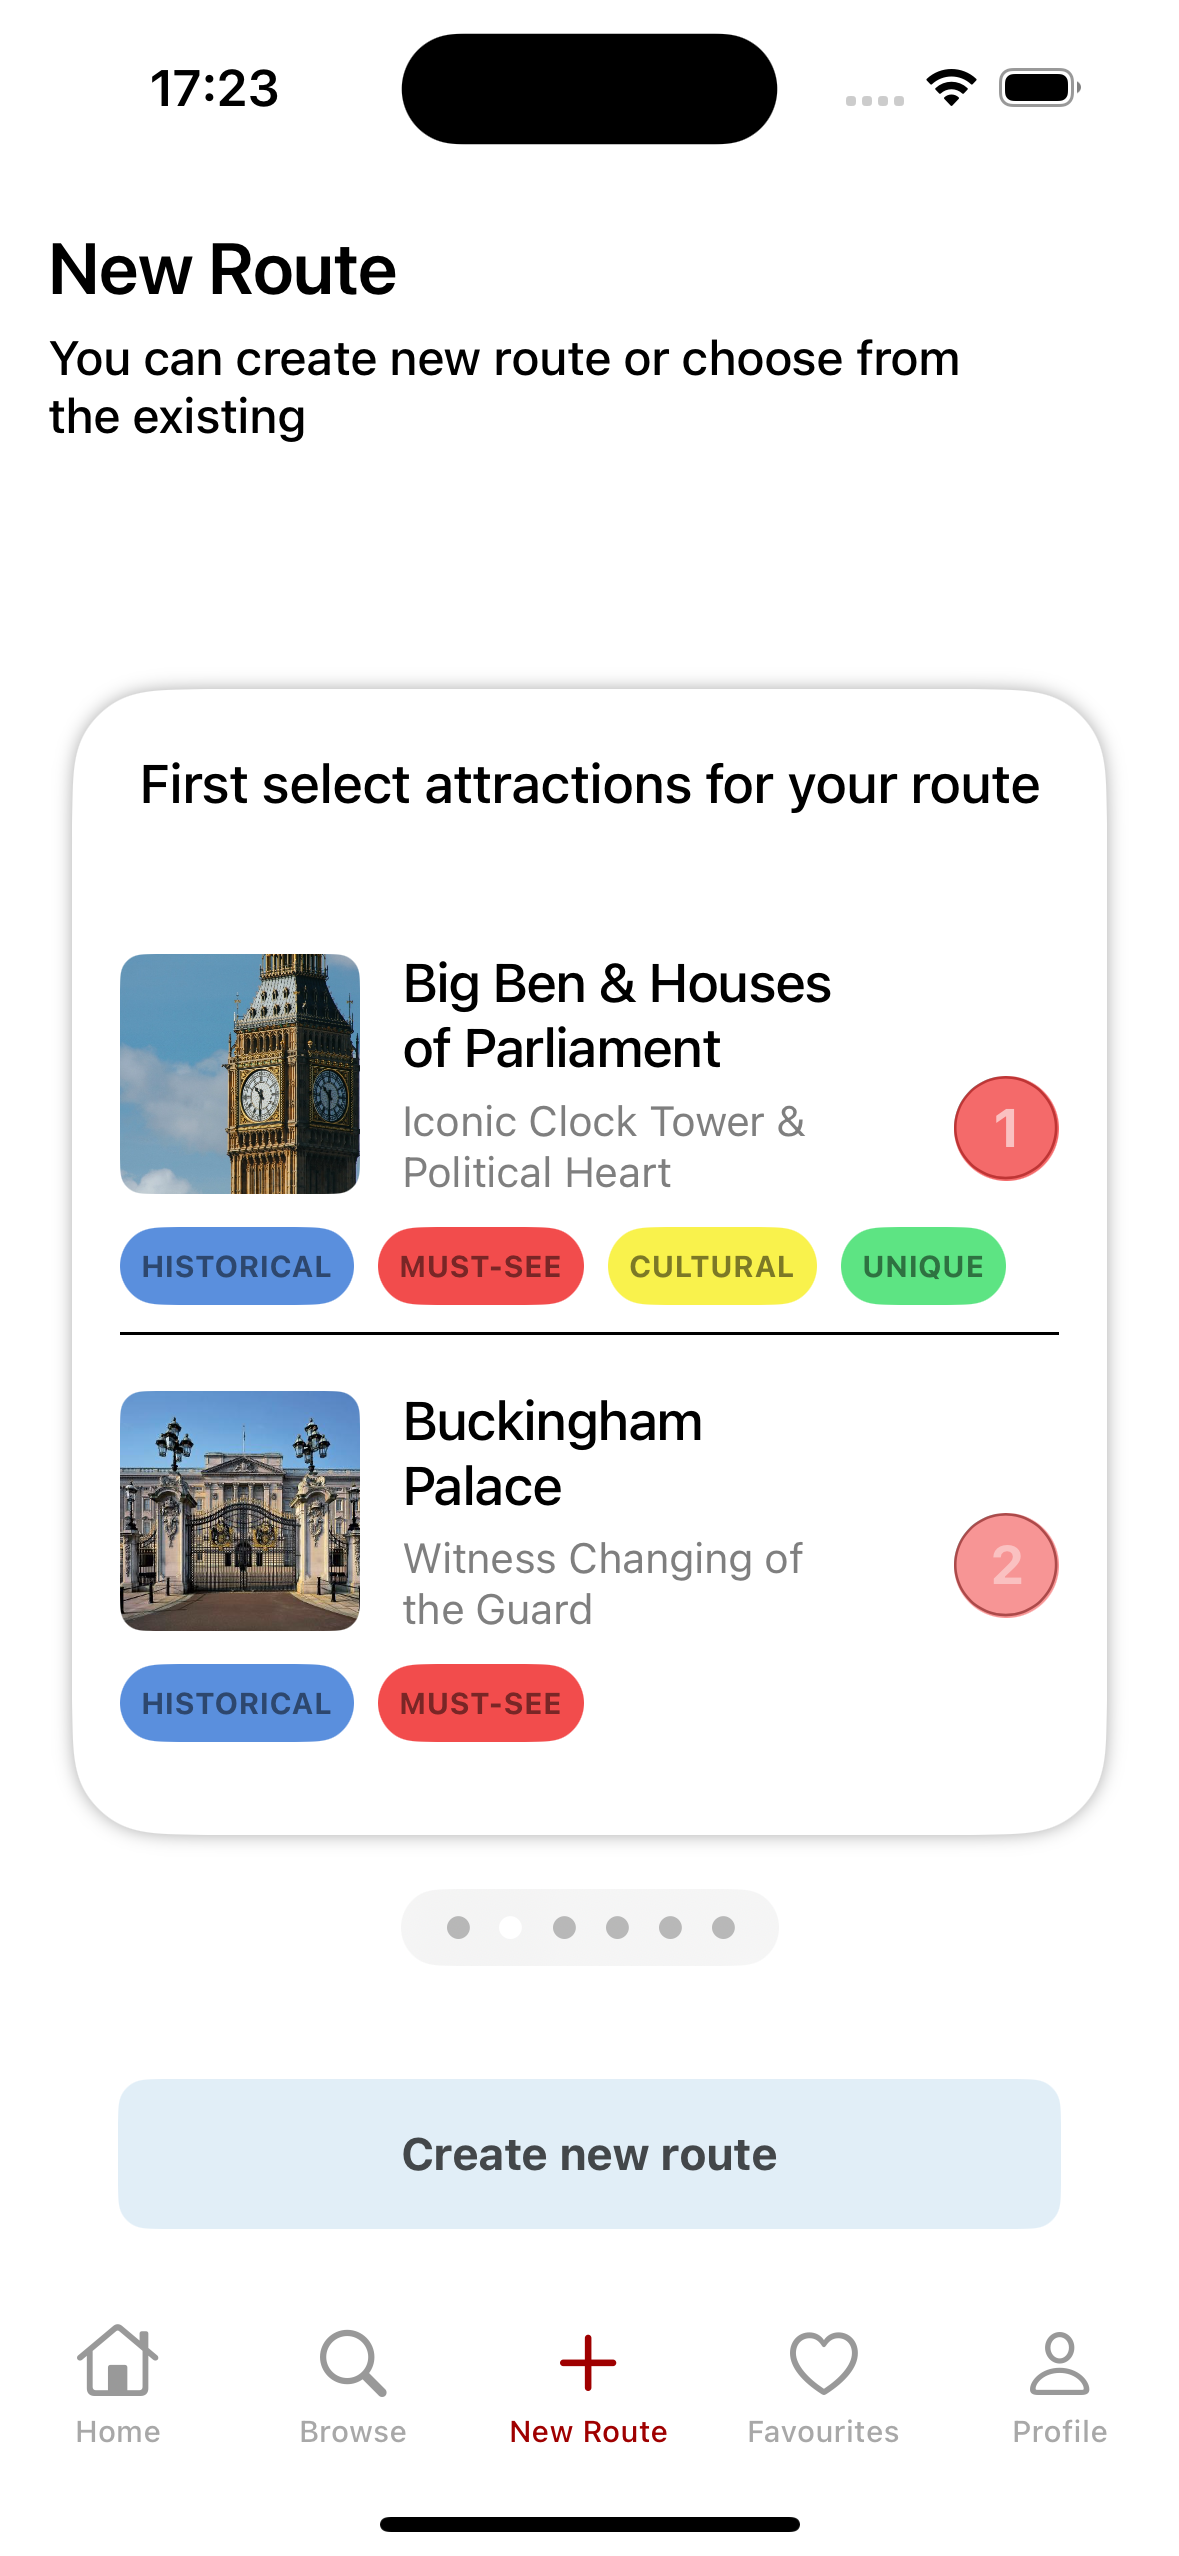 17:23
New Route
You can create new route or choose from
the existing
First select attractions for your route
Big Ben & Houses
of Parliament
Iconic Clock Tower &
Political Heart
1
HISTORICAL MUST-SEE CULTURAL UNIQUE
Buckingham
Palace
Witness Changing of
the Guard
2
HISTORICAL MUST-SEE
Create new route
Home Browse New Route Favourites Profile